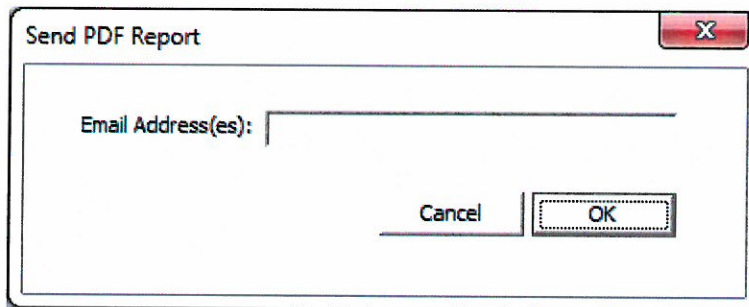 Send PDF Report
X
Email Address(es):
Cancel
OK